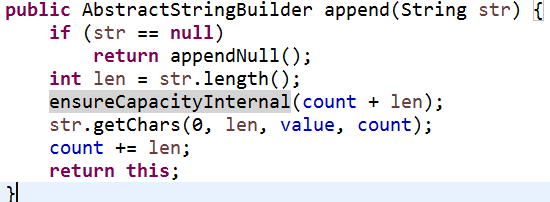 public AbstractStringBuilder append(String str) {
    if (str == null)
        return appendNull();
    int len = str.length();
    ensureCapacityInternal(count + len);
    str.getChars(0, len, value, count);
    count += len;
    return this;
}